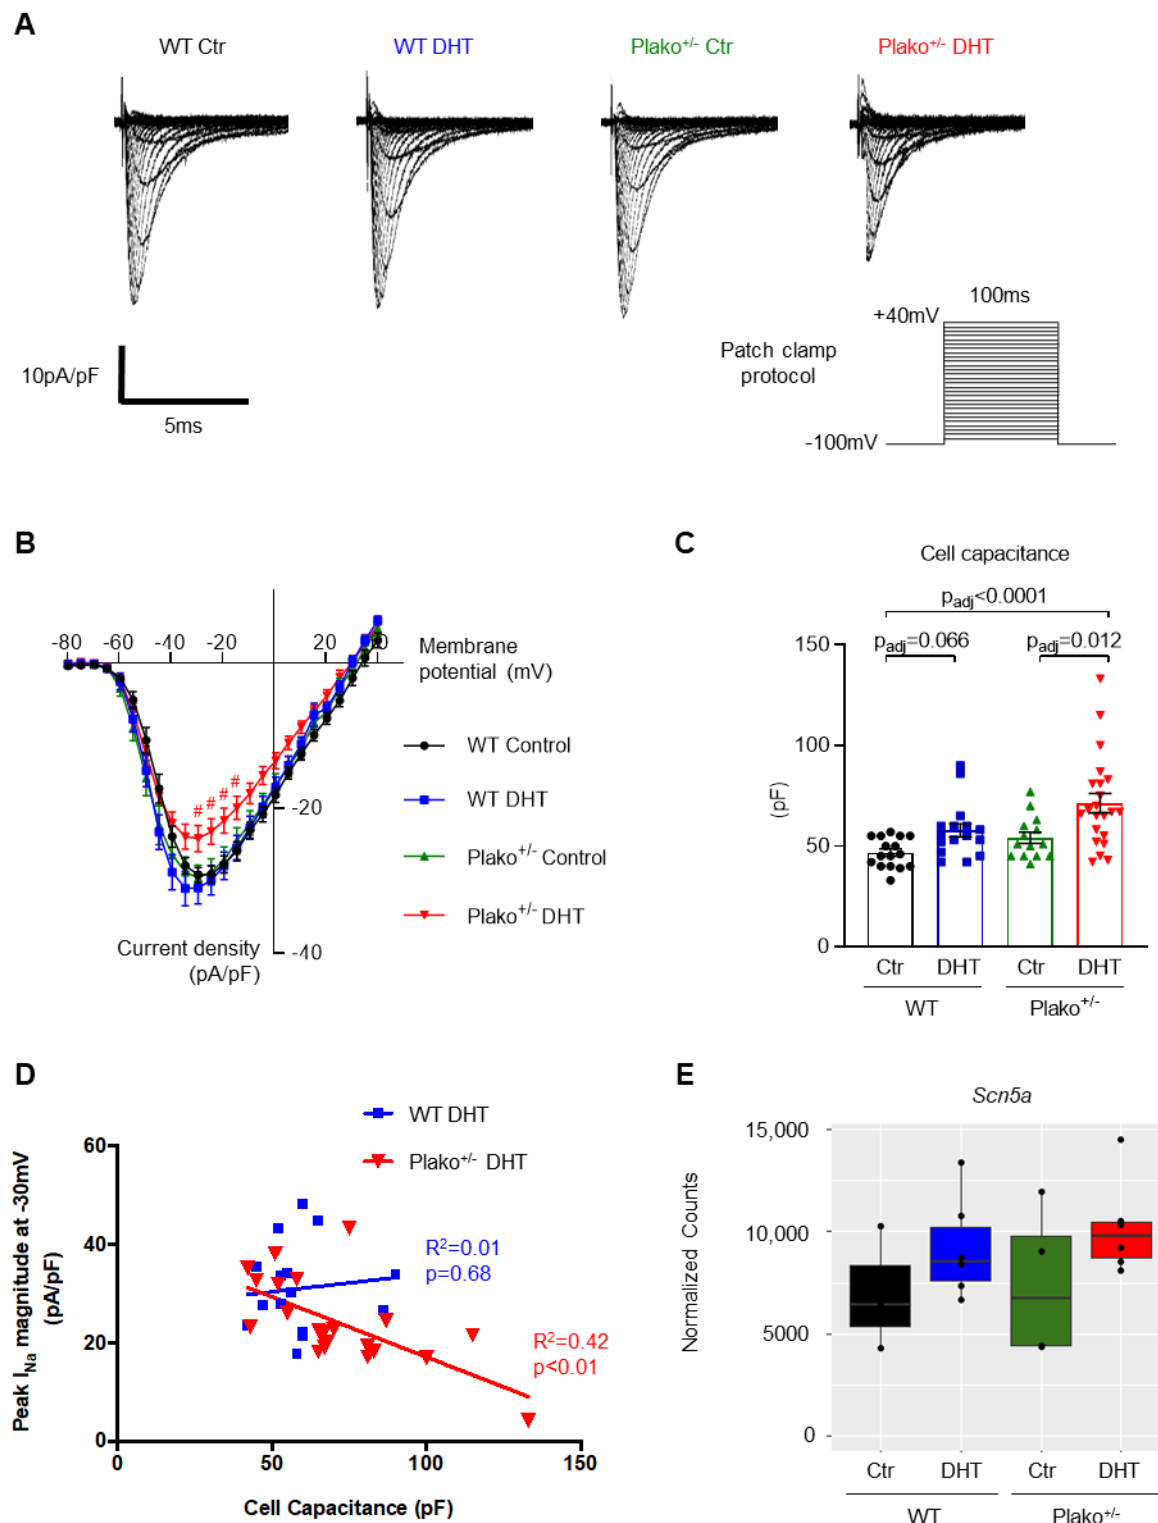 A
WT Ctr
WT DHT
Plako+/- Ctr
Plako+/- DHT
10pA/pF
5ms
Patch clamp
protocol
100ms
+40mV
-100mV
B
-80 -60 -40 -20 20 40
Membrane
potential (mV)
-20
-40
Current density
(pA/pF)
WT Control
WT DHT
Plako+/- Control
Plako+/- DHT
# # # #
C
Cell capacitance
padj<0.0001
padj=0.066
padj=0.012
150
100
50
0
(pF)
Ctr DHT Ctr DHT
WT Plako+/-
D
WT DHT
Plako+/- DHT
60
40
20
0
Peak INa magnitude at -30mV
(pA/pF)
R2=0.01
p=0.68
R2=0.42
p<0.01
0 50 100 150
Cell Capacitance (pF)
E
Scn5a
15,000
10,000
5000
0
Normalized Counts
Ctr DHT Ctr DHT
WT Plako+/-